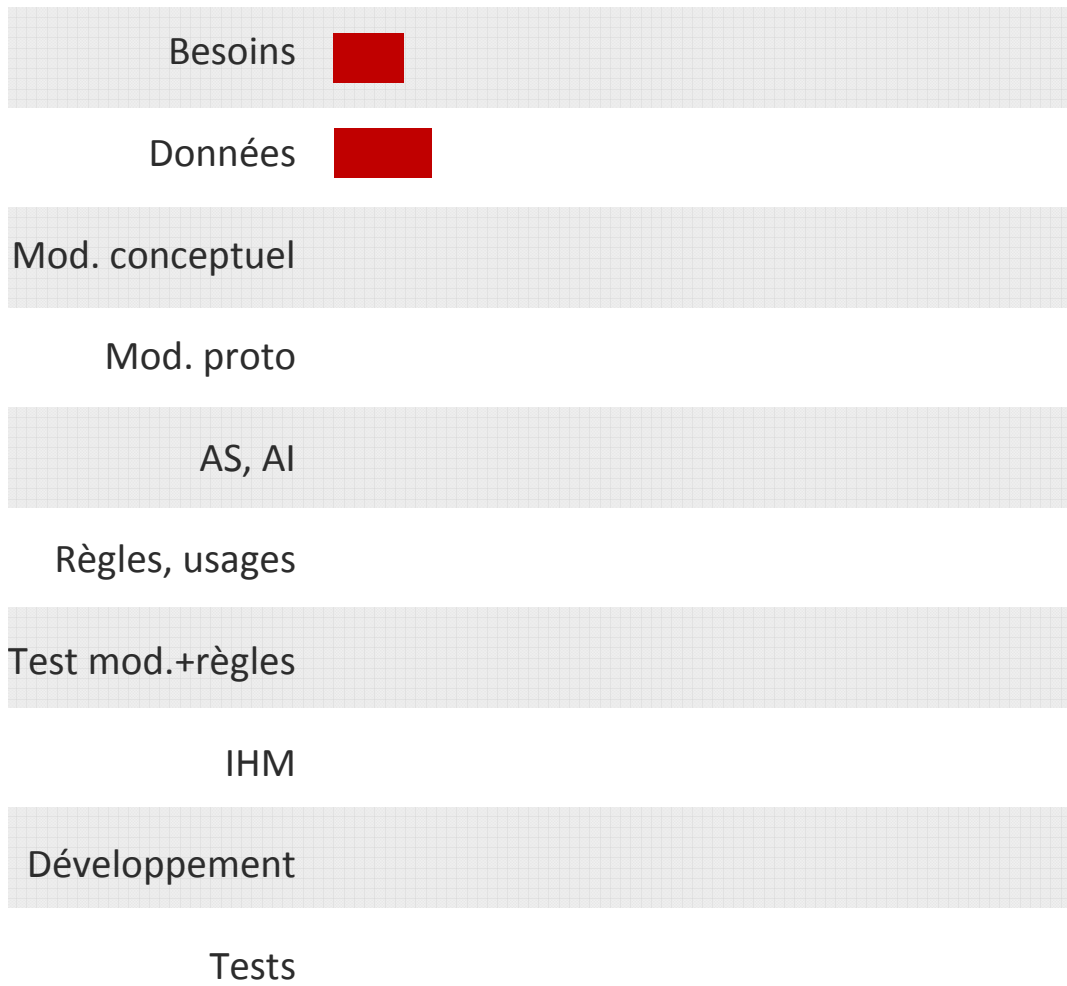 Besoins
Données
Mod. conceptuel
Mod. proto
AS, AI
Règles, usages
Test mod.+règles
IHM
Développement
Tests